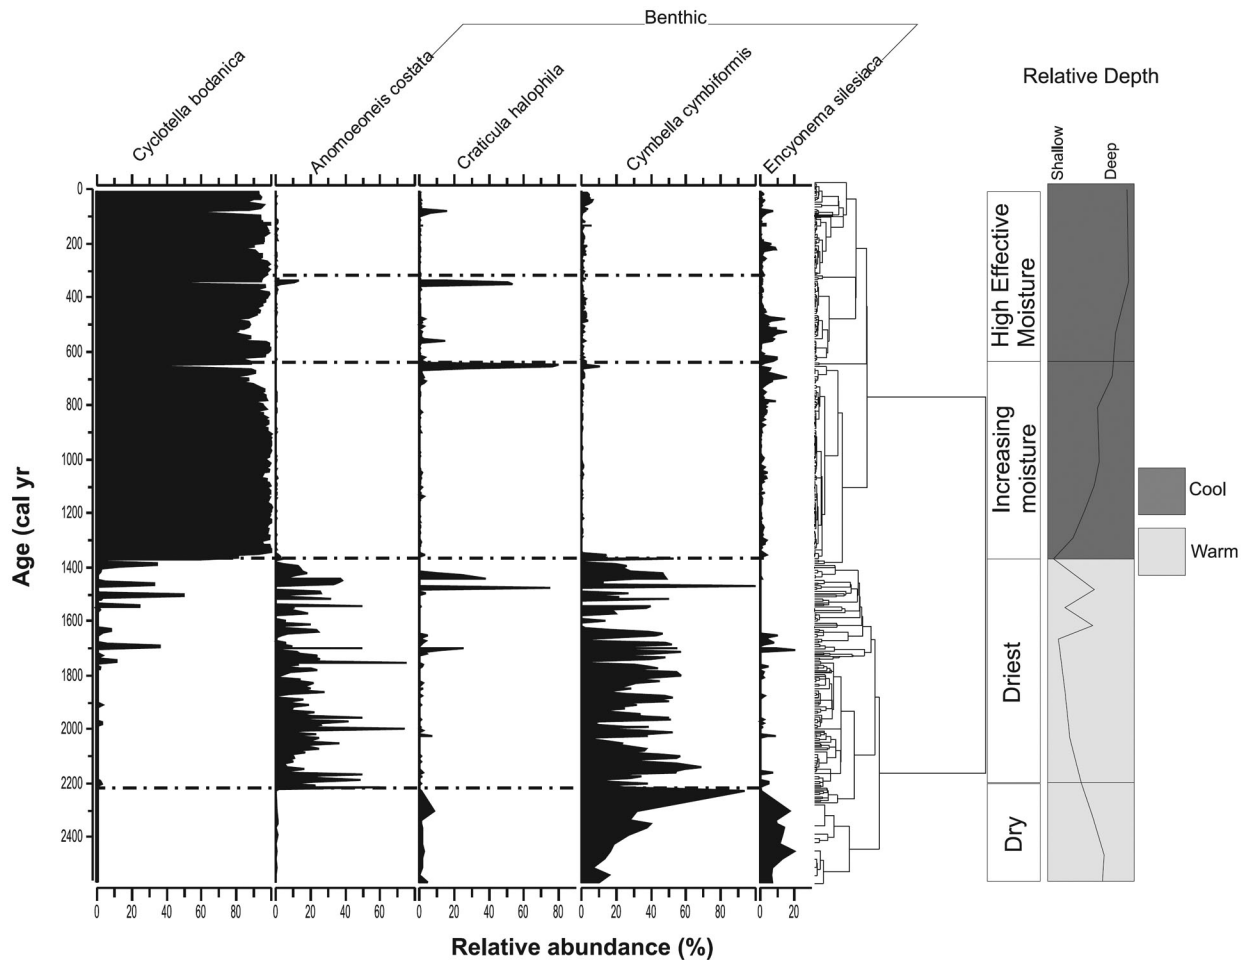 Benthic
Cyclotella bodanica
Anomoeoneis costata
Craticula halophila
Cymbella cymbiformis
Encyonema silesiaca
Relative Depth
Shallow
Deep
0
200
400
600
800
1000
1200
1400
1600
1800
2000
2200
2400
Age (cal yr
High Effective
Moisture
Increasing
moisture
Driest
Dry
Cool
Warm
0 20 40 60 80 0 20 40 60 0 20 40 60 80 0 20 40 60 80 0 20
Relative abundance (%)